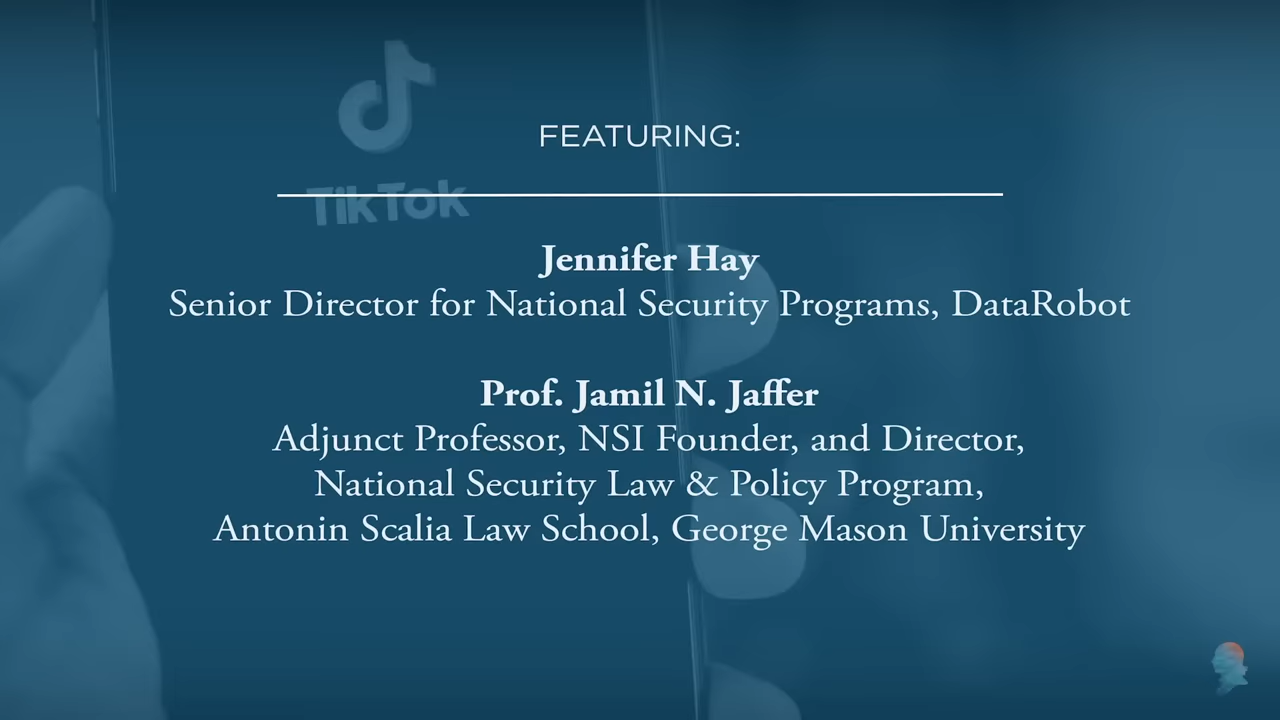 TikTok
FEATURING:
Jennifer Hay
Senior Director for National Security Programs, DataRobot
Prof. Jamil N. Jaffer
Adjunct Professor, NSI Founder, and Director,
National Security Law & Policy Program,
Antonin Scalia Law School, George Mason University